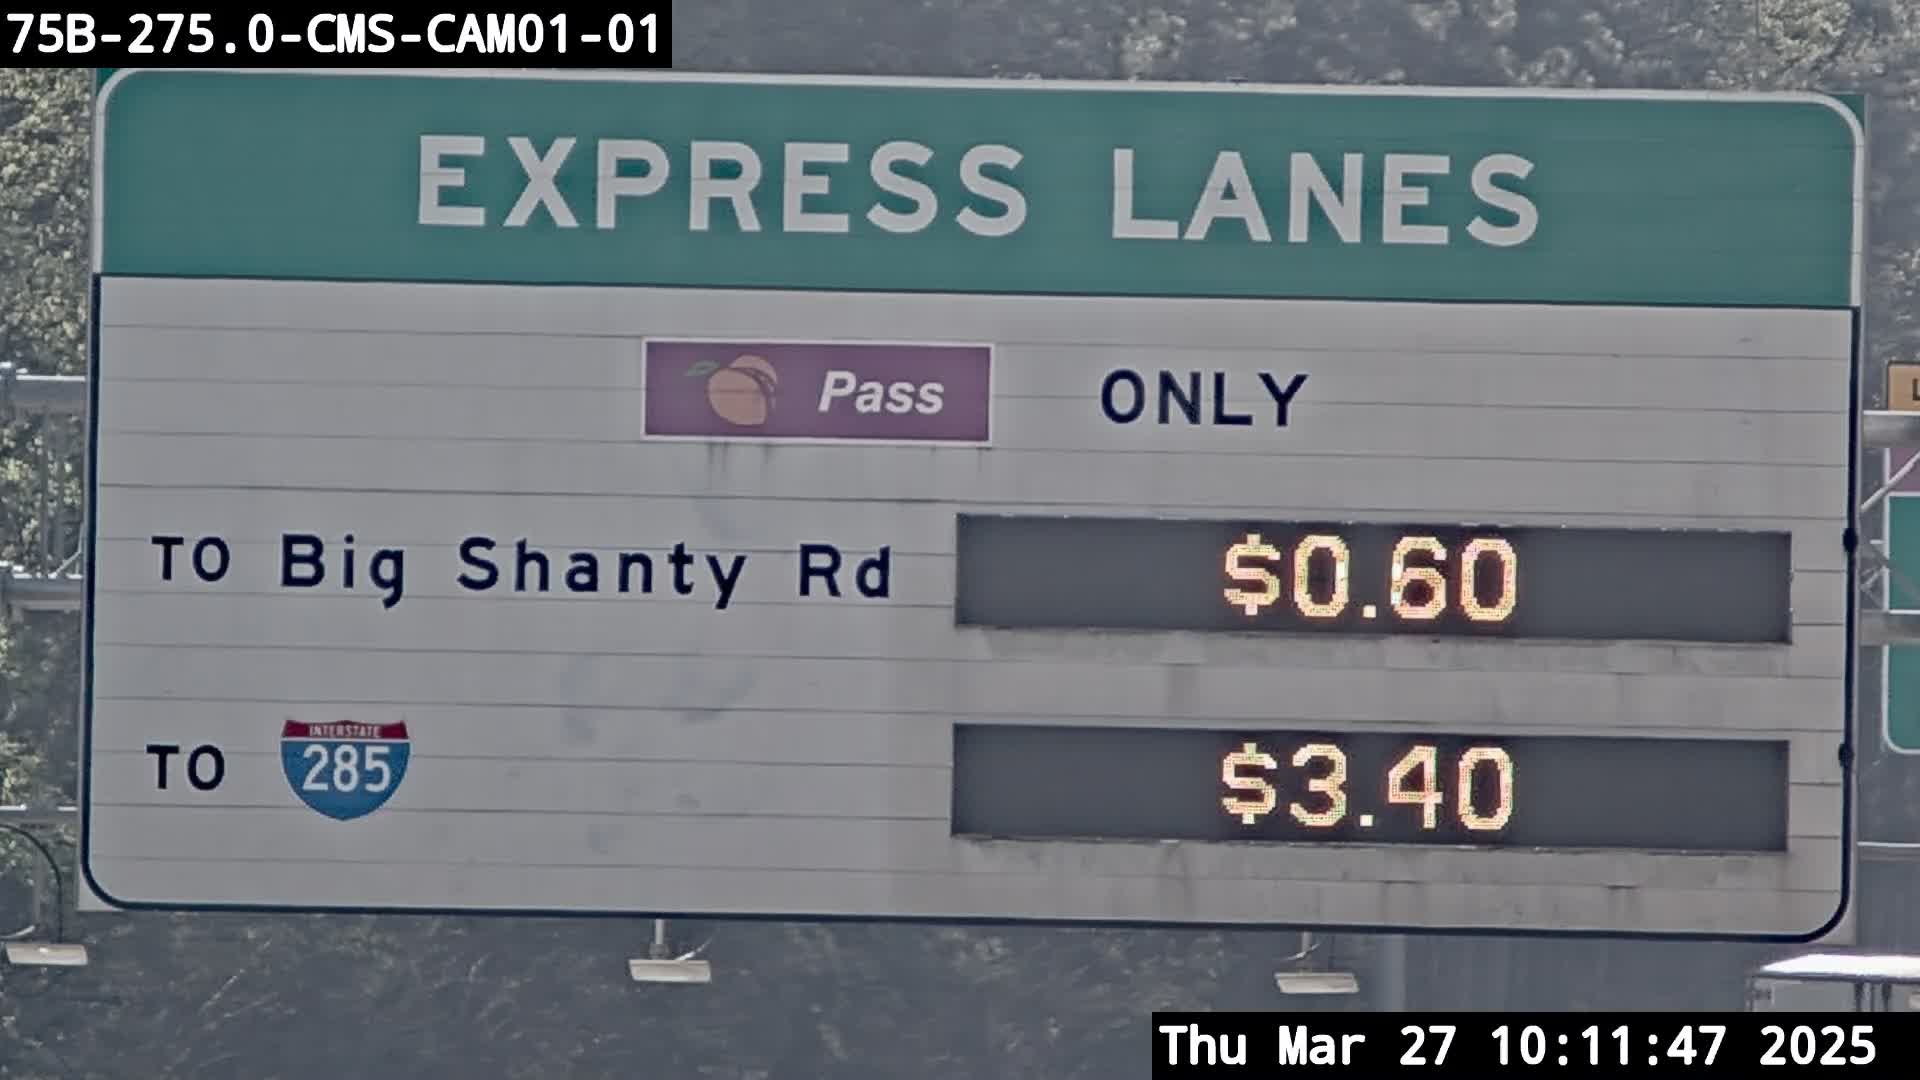 75B-275.0-CMS-CAM01-01
EXPRESS LANES
Pass ONLY
TO Big Shanty Rd $0.60
INTERSTATE
TO 285 $3.40
Thu Mar 27 10:11:47 2025